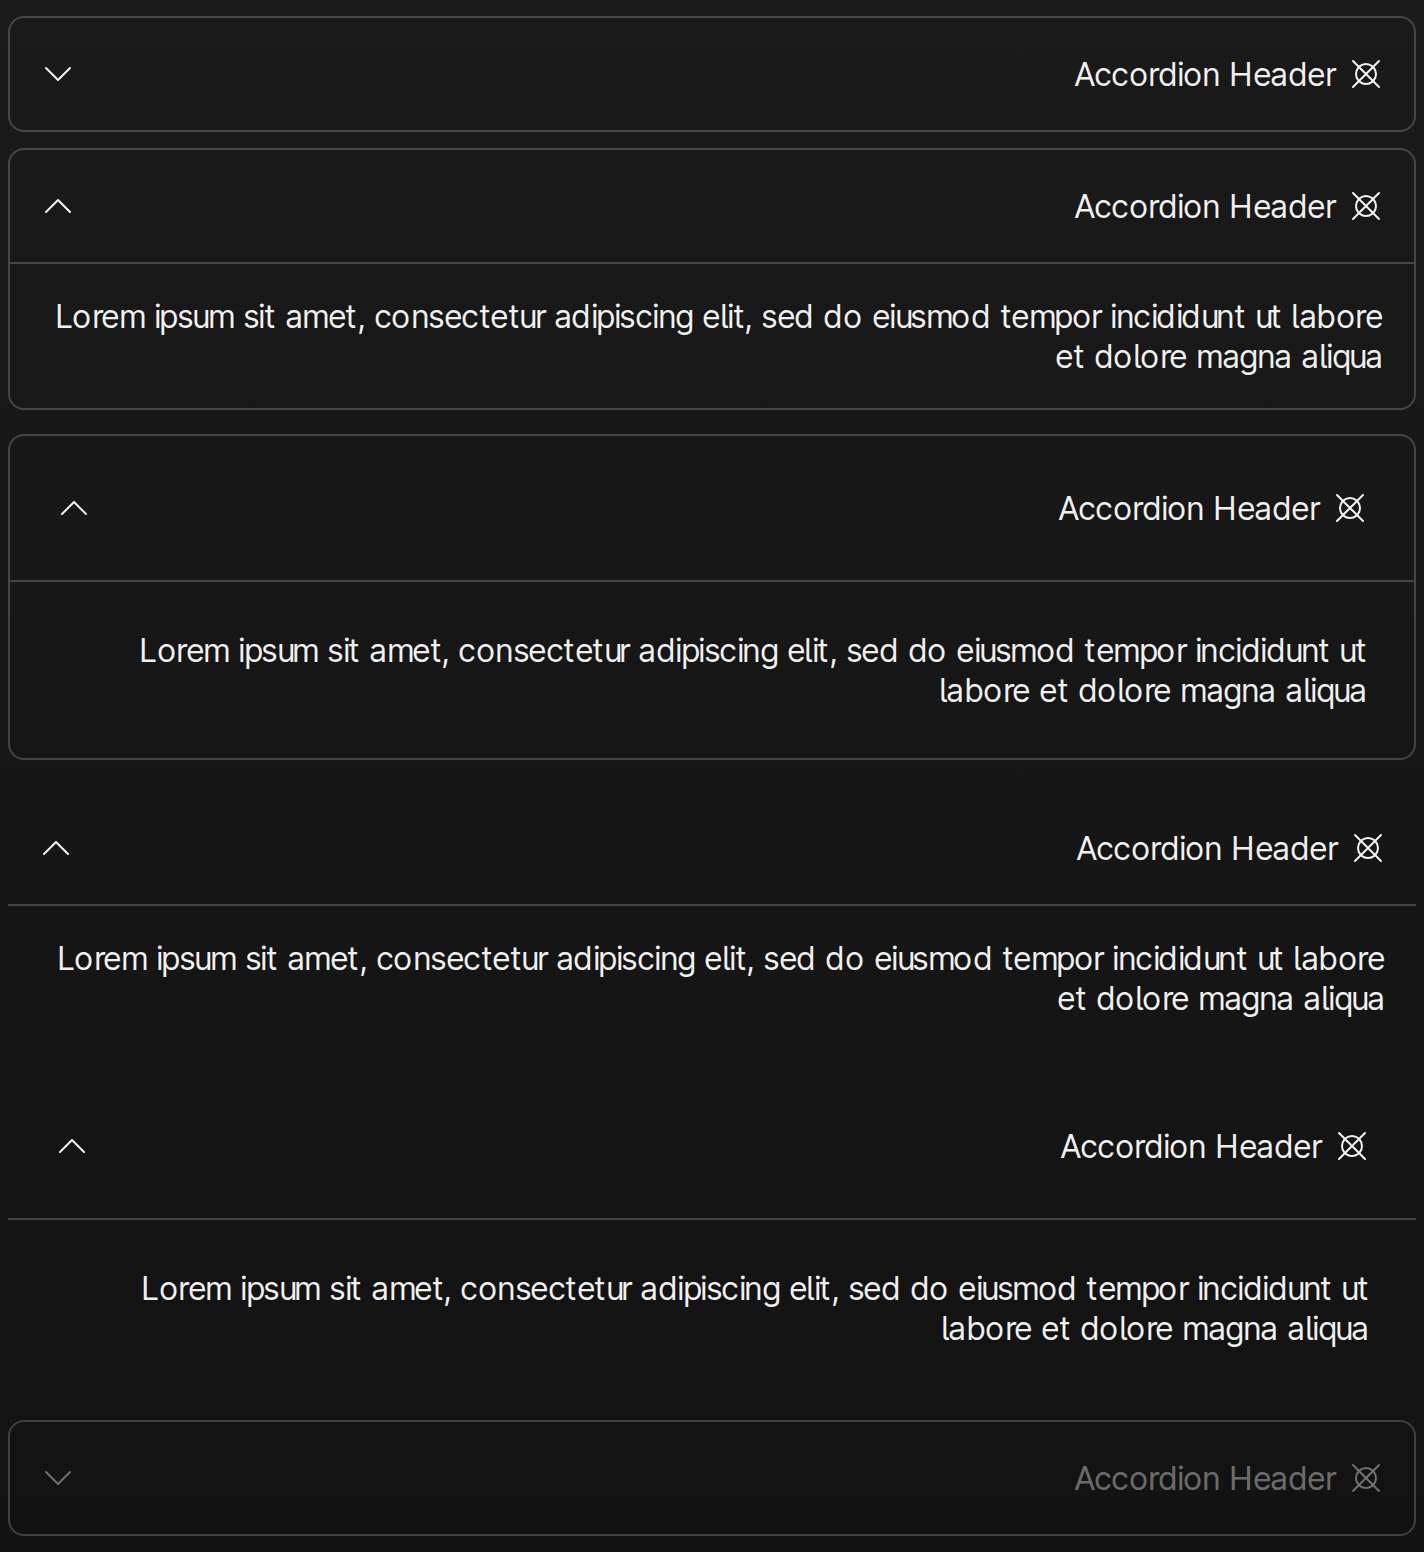 Accordion Header
Accordion Header
Lorem ipsum sit amet, consectetur adipiscing elit, sed do eiusmod tempor incididunt ut labore
et dolore magna aliqua
Accordion Header
Lorem ipsum sit amet, consectetur adipiscing elit, sed do eiusmod tempor incididunt ut
labore et dolore magna aliqua
Accordion Header
Lorem ipsum sit amet, consectetur adipiscing elit, sed do eiusmod tempor incididunt ut labore
et dolore magna aliqua
Accordion Header
Lorem ipsum sit amet, consectetur adipiscing elit, sed do eiusmod tempor incididunt ut
labore et dolore magna aliqua
Accordion Header